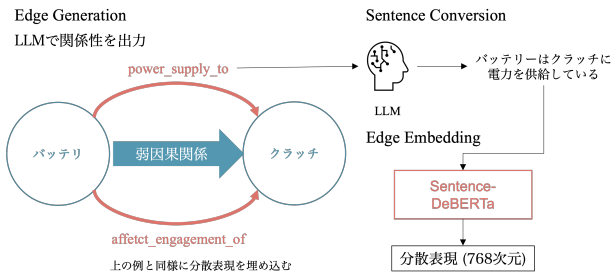 Edge Generation
LLMで関係性を出力
power_supply_to
バッテリ
弱因果関係
クラッチ
affetct_engagement_of
上の例と同様に分散表現を埋め込む
Sentence Conversion
LLM
バッテリーはクラッチに
電力を供給している
Edge Embedding
Sentence-
DeBERTa
分散表現 (768次元)